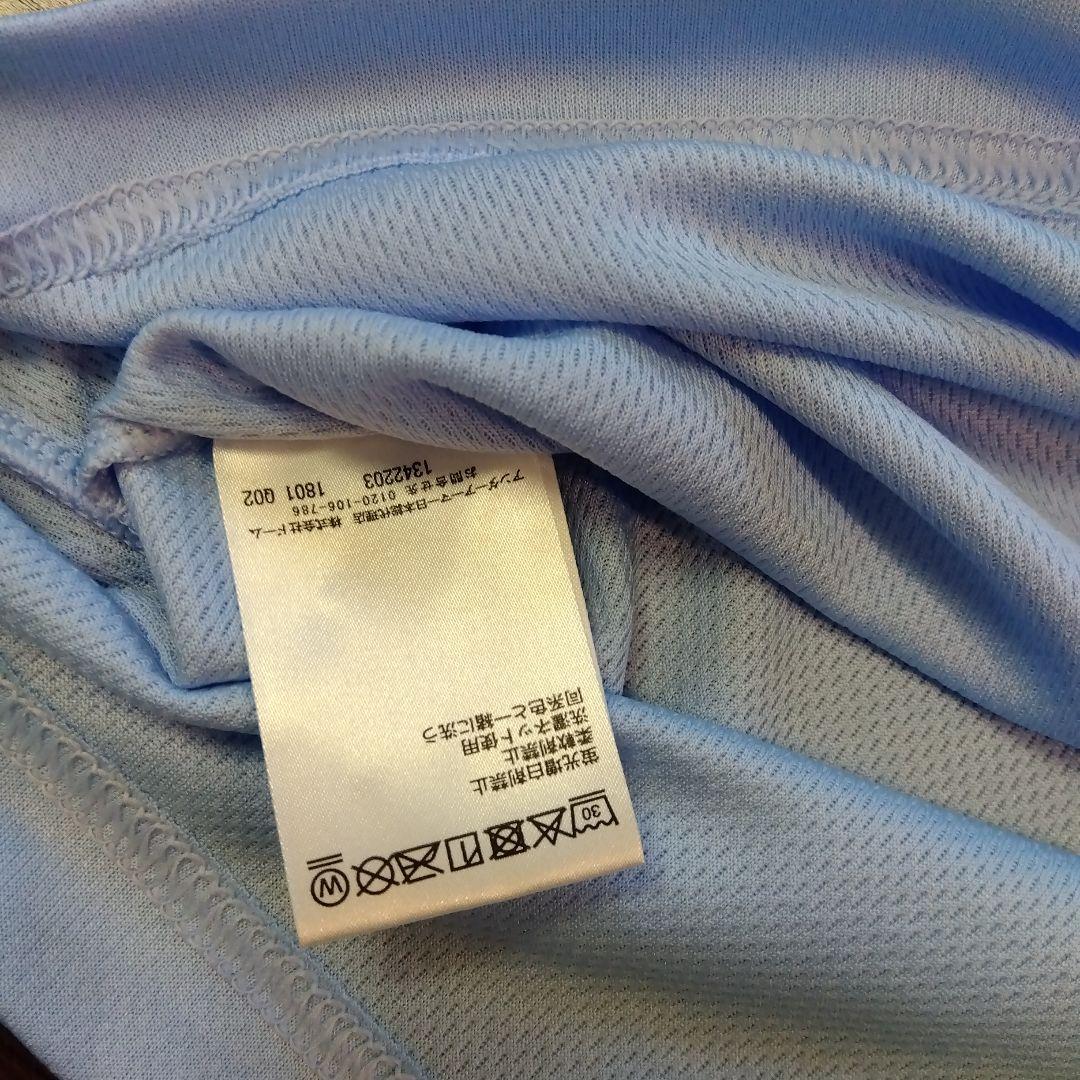 30
W
蛍光増白剤禁止
柔軟剤禁止
洗濯ネット使用
同系色と一緒に洗う
アンダーアーマー日本総代理店 株式会社ドーム
お問合せ先 0120-106-786
1342203 1801 Q02